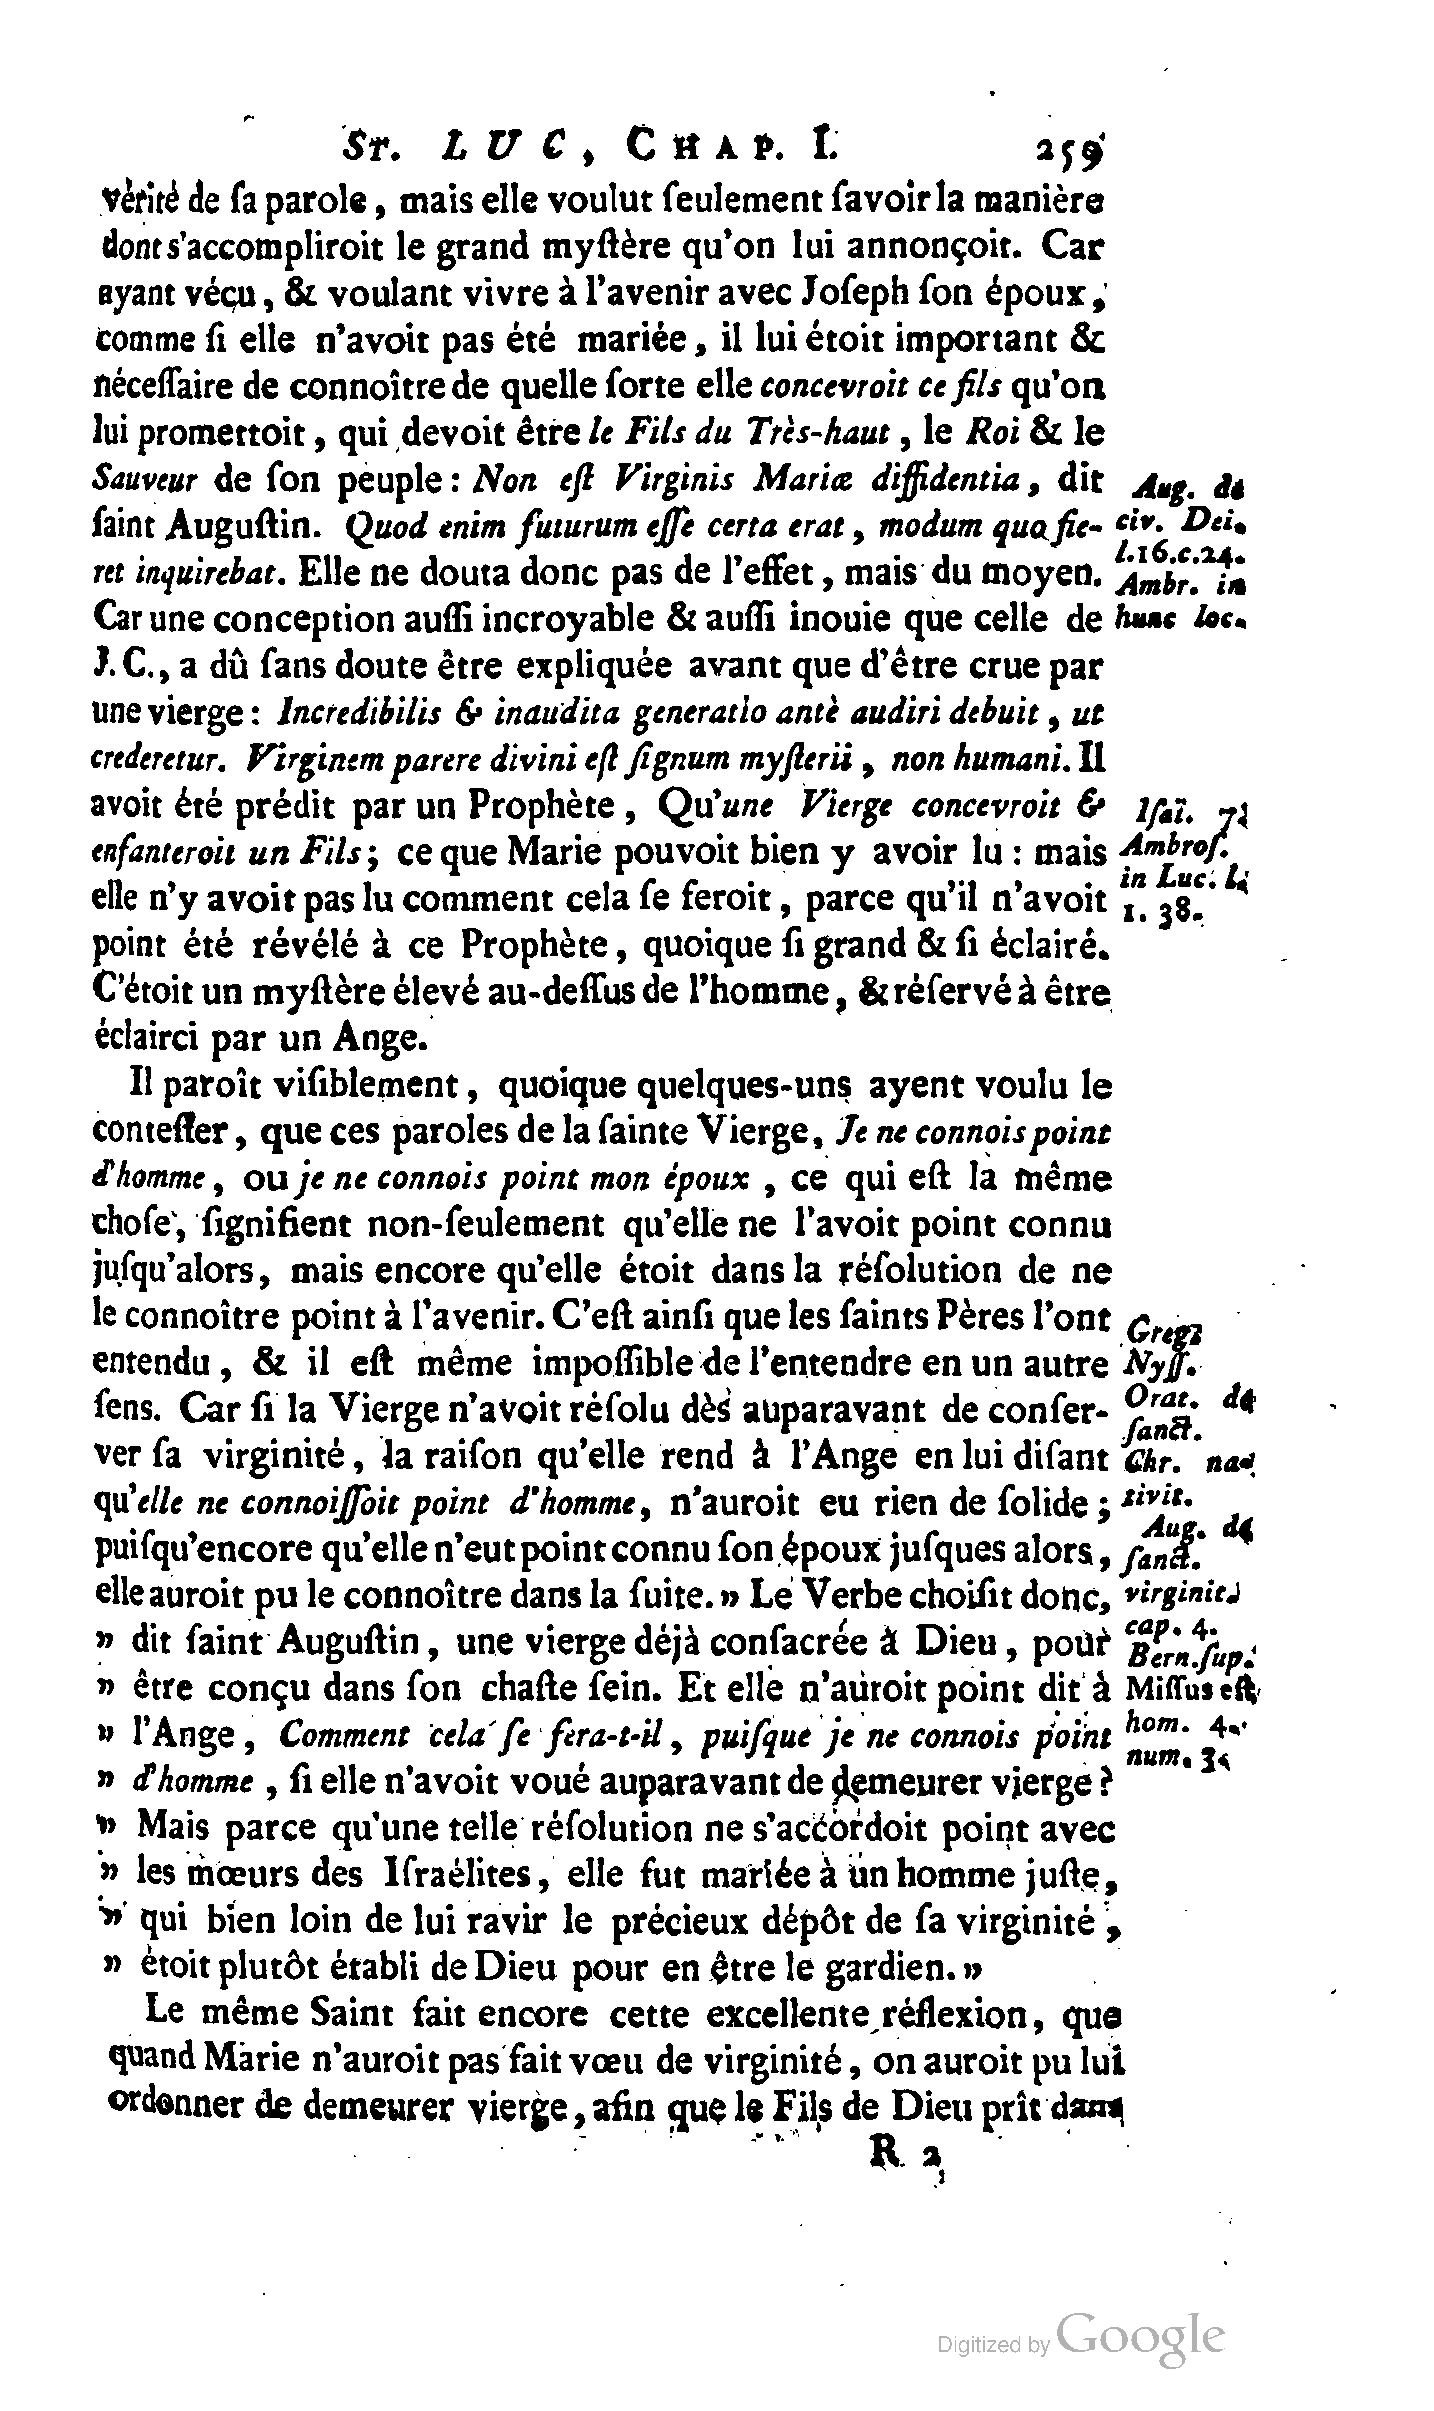 St. LUC, CHAP. I. 259
vérité de ſa parole, mais elle voulut ſeulement ſavoir la manière
dont s'accompliroit le grand myſtère qu'on lui annonçoit. Car
ayant véçu, & voulant vivre à l'avenir avec Joſeph ſon époux,
comme ſi elle n'avoit pas été mariée, il lui étoit important &
néceſſaire de connoître de quelle ſorte elle concevroit ce fils qu'on
lui promettoit, qui devoit être le Fils du Très-haut, le Roi & le
Sauveur de ſon peuple : Non eſt Virginis Mariæ diffidentia, dit
ſaint Auguſtin. Quod enim futurum eſſe certa erat, modum quo fie-
ret inquirebat. Elle ne douta donc pas de l'effet, mais du moyen.
Car une conception auſſi incroyable & auſſi inouie que celle de
J. C., a dû ſans doute être expliquée avant que d'être crue par
une vierge : Incredibilis & inaudita generatio antè audiri debuit, ut
crederetur. Virginem parere divini eſt ſignum myſterii, non humani. Il
avoit été prédit par un Prophète, Qu'une Vierge concevroit &
enfanteroit un Fils ; ce que Marie pouvoit bien y avoir lu : mais
elle n'y avoit pas lu comment cela ſe feroit, parce qu'il n'avoit
point été révélé à ce Prophète, quoique ſi grand & ſi éclairé.
C'étoit un myſtère élevé au-deſſus de l'homme, & réſervé à être
éclairci par un Ange.
Il paroît viſiblement, quoique quelques-uns ayent voulu le
conteſter, que ces paroles de la ſainte Vierge, Je ne connois point
d'homme, ou je ne connois point mon époux, ce qui eſt la même
choſe, ſignifient non-ſeulement qu'elle ne l'avoit point connu
juſqu'alors, mais encore qu'elle étoit dans la réſolution de ne
le connoître point à l'avenir. C'eſt ainſi que les ſaints Pères l'ont
entendu, & il eſt même impoſſible de l'entendre en un autre
ſens. Car ſi la Vierge n'avoit réſolu dès auparavant de conſer-
ver ſa virginité, la raiſon qu'elle rend à l'Ange en lui diſant
qu'elle ne connoiſſoit point d'homme, n'auroit eu rien de ſolide ;
puiſqu'encore qu'elle n'eut point connu ſon époux juſques alors,
elle auroit pu le connoître dans la ſuite. » Le Verbe choiſit donc,
» dit ſaint Auguſtin, une vierge déjà conſacrée à Dieu, pour
» être conçu dans ſon chaſte ſein. Et elle n'auroit point dit à
» l'Ange, Comment cela ſe fera-t-il, puiſque je ne connois point
» d'homme, ſi elle n'avoit voué auparavant de demeurer vierge ?
» Mais parce qu'une telle réſolution ne s'accordoit point avec
» les mœurs des Iſraélites, elle fut mariée à un homme juſte,
» qui bien loin de lui ravir le précieux dépôt de ſa virginité,
» étoit plutôt établi de Dieu pour en être le gardien. »
Le même Saint fait encore cette excellente réflexion, que
quand Marie n'auroit pas fait vœu de virginité, on auroit pu lui
ordonner de demeurer vierge, afin que le Fils de Dieu prît dans
R 2
Aug. de
civ. Dei.
l. 16. c. 24.
Ambr. in
hunc loc.
Iſaï. 7.
Ambroſ.
in Luc. l.
1. 38.
Greg.
Nyſſ.
Orat. de
ſanct.
Chr. na-
tivit.
Aug. de
ſanct.
virginit.
cap. 4.
Bern. ſup.
Miſſus eſt,
hom. 4.
num. 3.
Digitized by Google